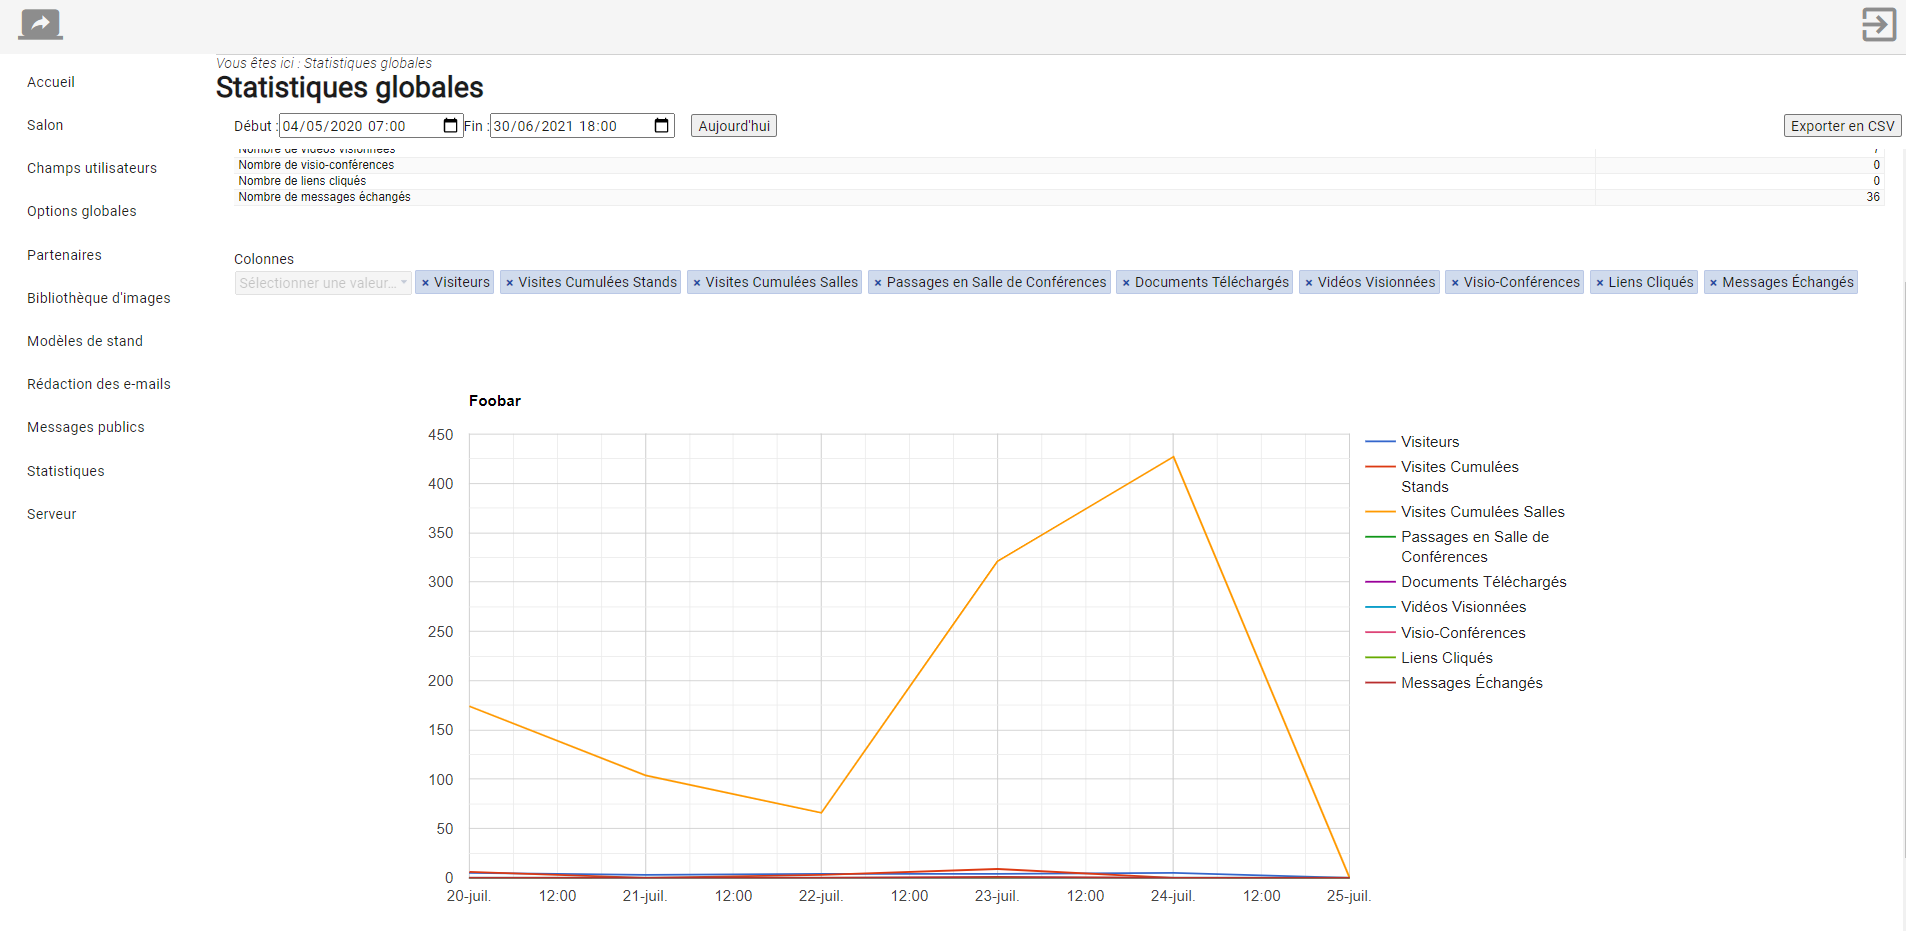 Vous êtes ici : Statistiques globales
Statistiques globales
Début : 04/05/2020 07:00 Fin : 30/06/2021 18:00 Aujourd'hui Exporter en CSV
Accueil
Salon
Champs utilisateurs
Options globales
Partenaires
Bibliothèque d'images
Modèles de stand
Rédaction des e-mails
Messages publics
Statistiques
Serveur
Nombre de vidéos visionnées 7
Nombre de visio-conférences 0
Nombre de liens cliqués 0
Nombre de messages échangés 36
Colonnes
Sélectionner une valeur... × Visiteurs × Visites Cumulées Stands × Visites Cumulées Salles × Passages en Salle de Conférences × Documents Téléchargés × Vidéos Visionnées × Visio-Conférences × Liens Cliqués × Messages Échangés
Foobar
450
400
350
300
250
200
150
100
50
0
20-juil. 12:00 21-juil. 12:00 22-juil. 12:00 23-juil. 12:00 24-juil. 12:00 25-juil.
Visiteurs
Visites Cumulées
Stands
Visites Cumulées Salles
Passages en Salle de
Conférences
Documents Téléchargés
Vidéos Visionnées
Visio-Conférences
Liens Cliqués
Messages Échangés